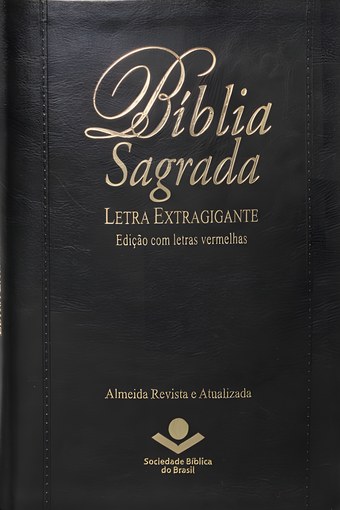 Bíblia
Sagrada
LETRA EXTRAGIGANTE
Edição com letras vermelhas
Almeida Revista e Atualizada
Sociedade Bíblica
do Brasil